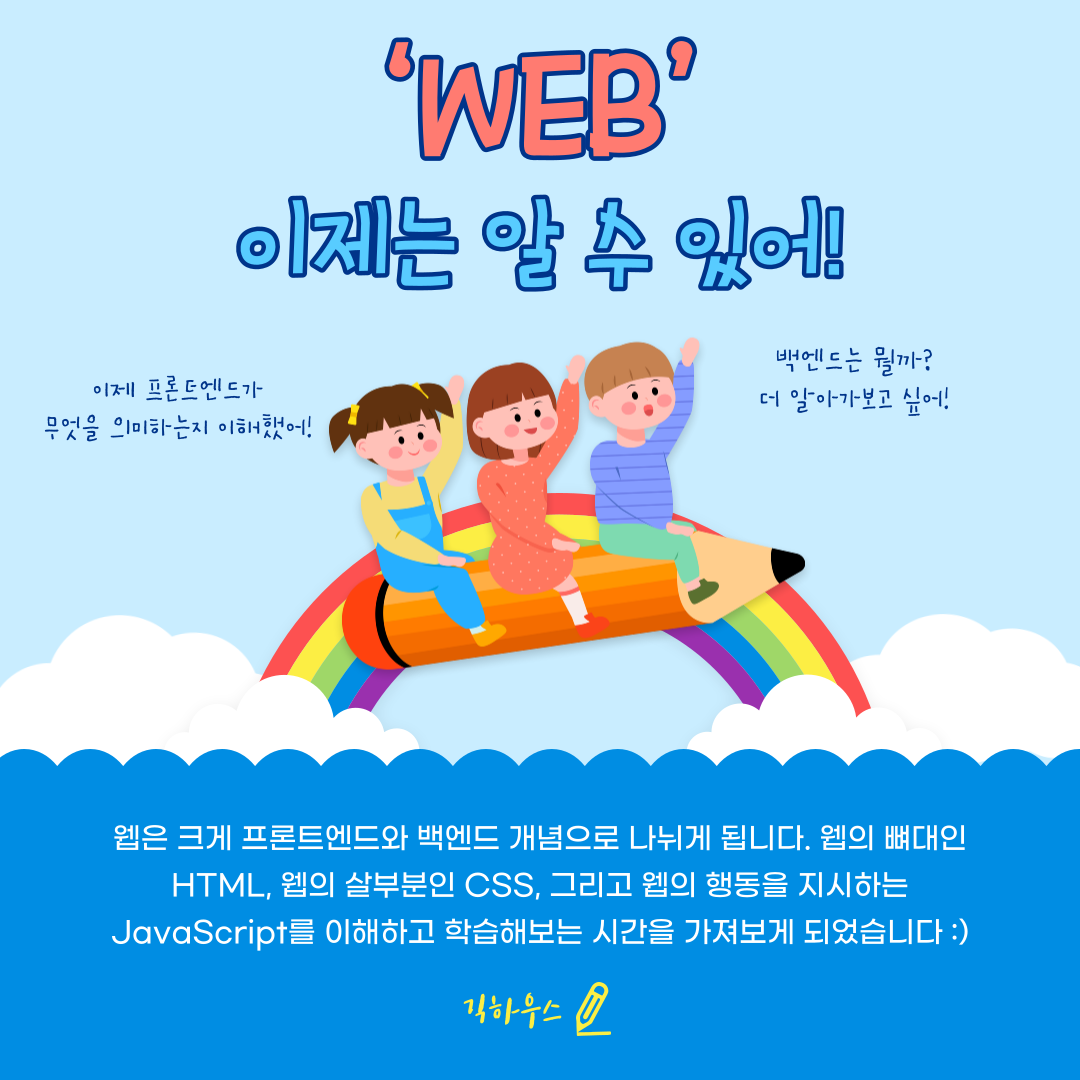 ‘WEB’
이제는 알 수 있어!
이제 프론트엔드가
무엇을 의미하는지 이해했어!
백엔드는 뭘까?
더 알아가보고 싶어!
웹은 크게 프론트엔드와 백엔드 개념으로 나뉘게 됩니다. 웹의 뼈대인
HTML, 웹의 살부분인 CSS, 그리고 웹의 행동을 지시하는
JavaScript를 이해하고 학습해보는 시간을 가져보게 되었습니다 :)
긱하우스